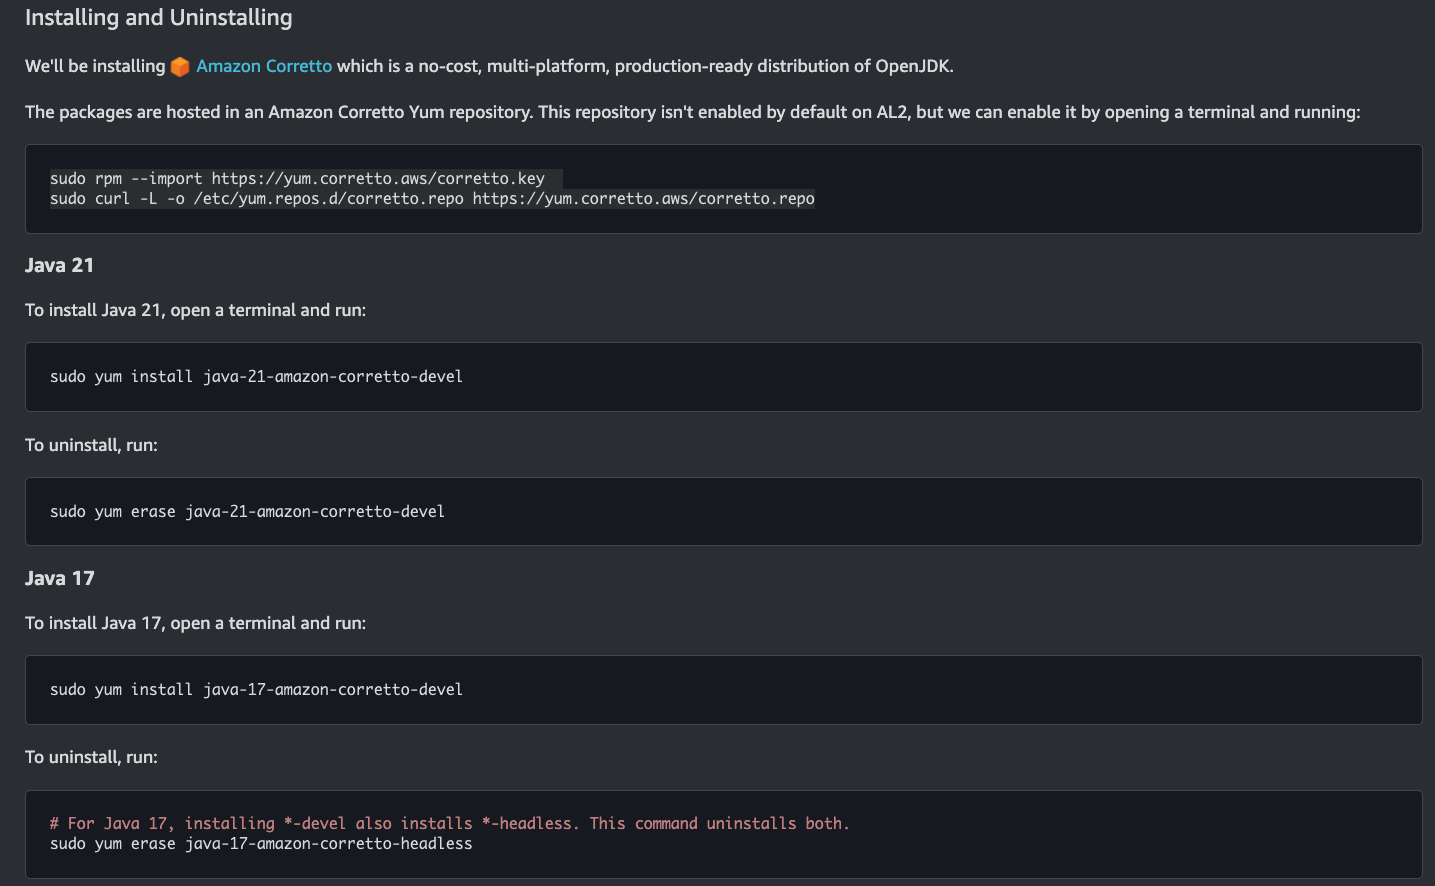 Installing and Uninstalling
We'll be installing Amazon Corretto which is a no-cost, multi-platform, production-ready distribution of OpenJDK.
The packages are hosted in an Amazon Corretto Yum repository. This repository isn't enabled by default on AL2, but we can enable it by opening a terminal and running:
sudo rpm --import https://yum.corretto.aws/corretto.key
sudo curl -L -o /etc/yum.repos.d/corretto.repo https://yum.corretto.aws/corretto.repo
Java 21
To install Java 21, open a terminal and run:
sudo yum install java-21-amazon-corretto-devel
To uninstall, run:
sudo yum erase java-21-amazon-corretto-devel
Java 17
To install Java 17, open a terminal and run:
sudo yum install java-17-amazon-corretto-devel
To uninstall, run:
# For Java 17, installing *-devel also installs *-headless. This command uninstalls both.
sudo yum erase java-17-amazon-corretto-headless